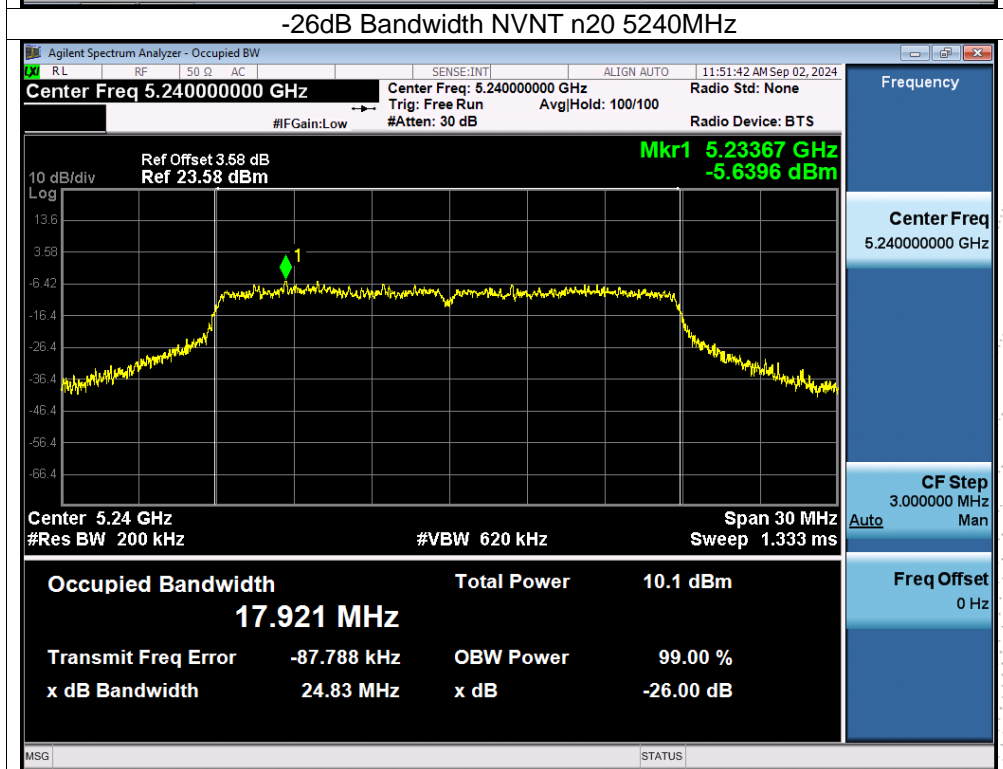 -26dB Bandwidth NVNT n20 5240MHz
Agilent Spectrum Analyzer - Occupied BW
LXI RL RF 50 Ω AC SENSE:INT ALIGN AUTO 11:51:42 AM Sep 02, 2024
Center Freq 5.240000000 GHz
Center Freq: 5.240000000 GHz Radio Std: None
Trig: Free Run Avg|Hold: 100/100
#IFGain:Low #Atten: 30 dB Radio Device: BTS
Frequency
Mkr1 5.23367 GHz
-5.6396 dBm
Ref Offset 3.58 dB
10 dB/div Ref 23.58 dBm
Log
13.6
3.58
-6.42
-16.4
-26.4
-36.4
-46.4
-56.4
-66.4
1
Center 5.24 GHz Span 30 MHz
#Res BW 200 kHz #VBW 620 kHz Sweep 1.333 ms
Center Freq
5.240000000 GHz
CF Step
3.000000 MHz
Auto Man
Freq Offset
0 Hz
Occupied Bandwidth Total Power 10.1 dBm
17.921 MHz
Transmit Freq Error -87.788 kHz OBW Power 99.00 %
x dB Bandwidth 24.83 MHz x dB -26.00 dB
MSG STATUS